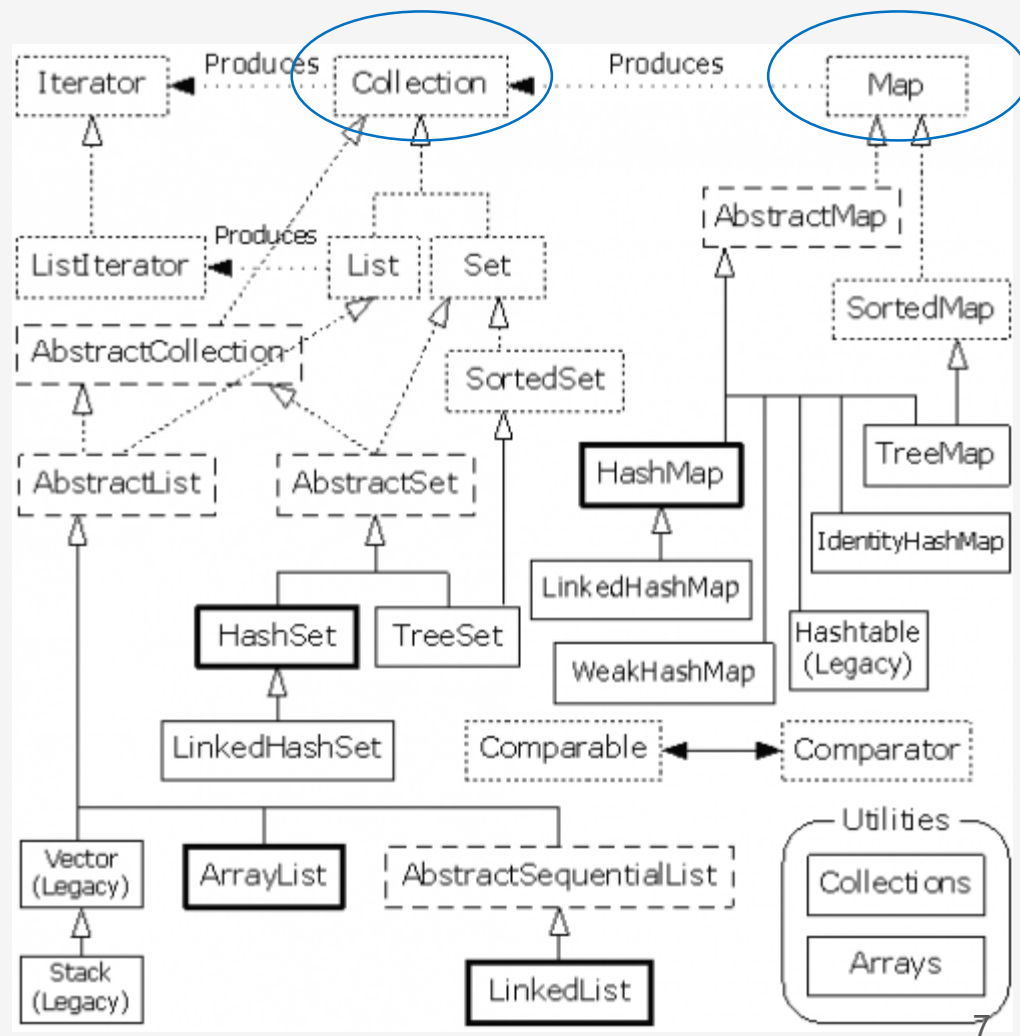 Iterator
Produces
Collection
Produces
Map
AbstractMap
ListIterator
Produces
List
Set
SortedMap
AbstractCollection
SortedSet
TreeMap
AbstractList
AbstractSet
HashMap
IdentityHashMap
LinkedHashMap
HashSet
TreeSet
Hashtable
(Legacy)
WeakHashMap
LinkedHashSet
Comparable
Comparator
Utilities
Vector
(Legacy)
ArrayList
AbstractSequentialList
Collections
Arrays
Stack
(Legacy)
LinkedList
7